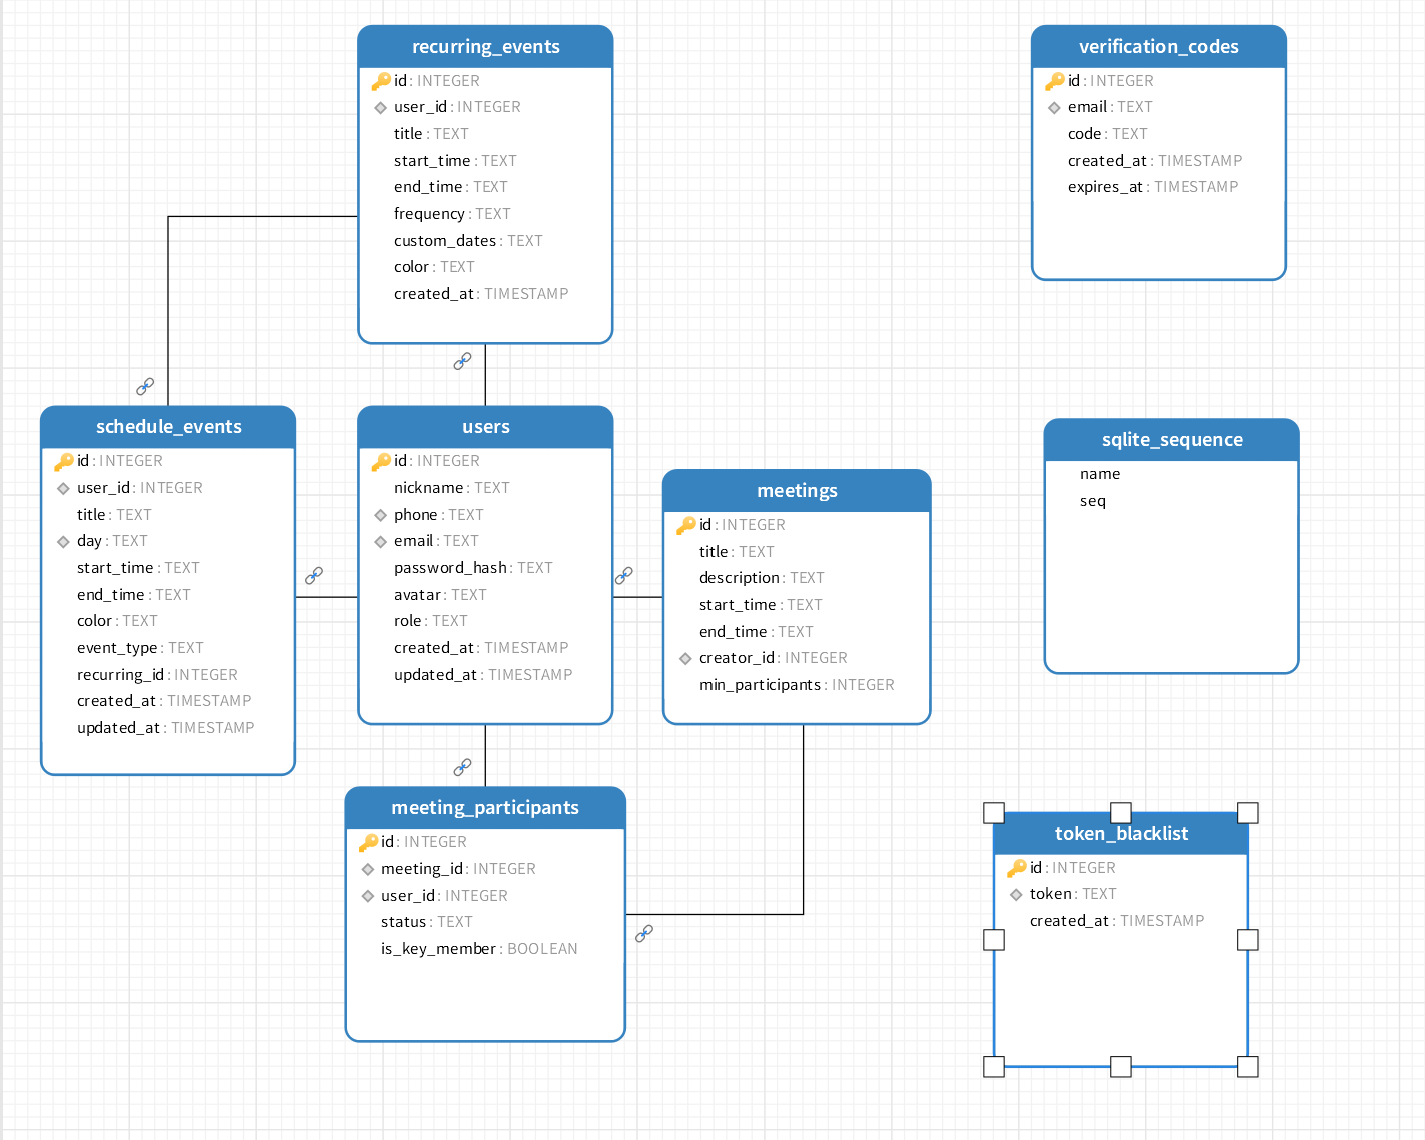 recurring_events
id : INTEGER
user_id : INTEGER
title : TEXT
start_time : TEXT
end_time : TEXT
frequency : TEXT
custom_dates : TEXT
color : TEXT
created_at : TIMESTAMP
verification_codes
id : INTEGER
email : TEXT
code : TEXT
created_at : TIMESTAMP
expires_at : TIMESTAMP
schedule_events
id : INTEGER
user_id : INTEGER
title : TEXT
day : TEXT
start_time : TEXT
end_time : TEXT
color : TEXT
event_type : TEXT
recurring_id : INTEGER
created_at : TIMESTAMP
updated_at : TIMESTAMP
users
id : INTEGER
nickname : TEXT
phone : TEXT
email : TEXT
password_hash : TEXT
avatar : TEXT
role : TEXT
created_at : TIMESTAMP
updated_at : TIMESTAMP
meetings
id : INTEGER
title : TEXT
description : TEXT
start_time : TEXT
end_time : TEXT
creator_id : INTEGER
min_participants : INTEGER
sqlite_sequence
name
seq
meeting_participants
id : INTEGER
meeting_id : INTEGER
user_id : INTEGER
status : TEXT
is_key_member : BOOLEAN
token_blacklist
id : INTEGER
token : TEXT
created_at : TIMESTAMP